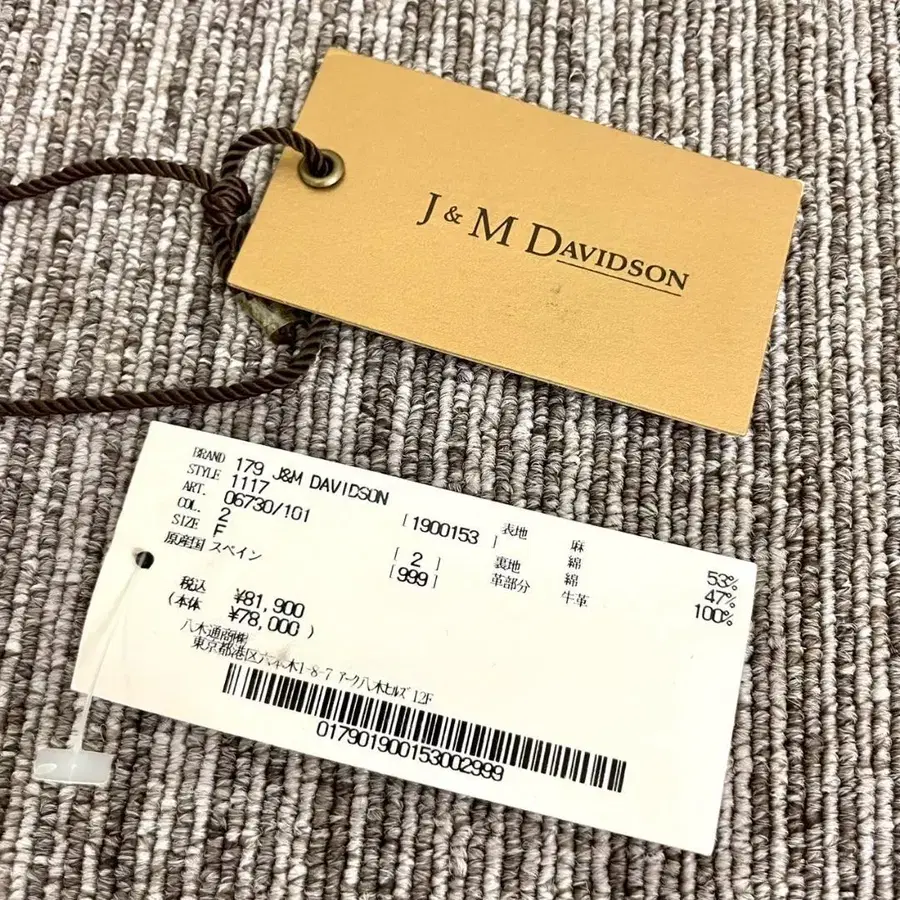 J & M DAVIDSON
BRAND 179 J&M DAVIDSON
STYLE 1117
ART. 06730/101 [1900153]
COL. 2 [2]
SIZE F [999]
原産国 スペイン
表地 麻 53%
綿 47%
裏地 綿 100%
革部分 牛革
税込 ¥81,900
(本体 ¥78,000)
八木通商㈱
東京都港区六本木1-8-7 アーク八木ヒルズ 12F
0179019001530029​99